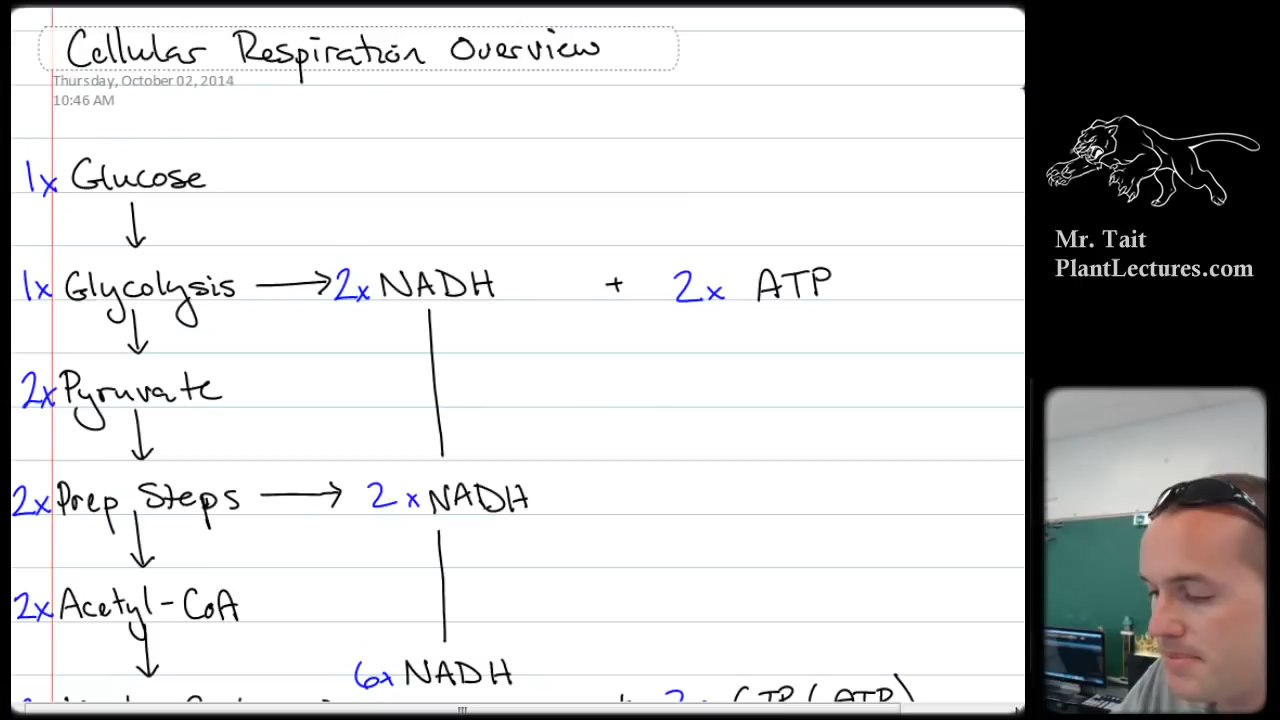 Cellular Respiration Overview
Thursday, October 02, 2014
10:46 AM
1x Glucose
1x Glycolysis → 2x NADH + 2x ATP
2x Pyruvate
2x Prep Steps → 2x NADH
2x Acetyl-CoA
6x NADH
Mr. Tait
PlantLectures.com